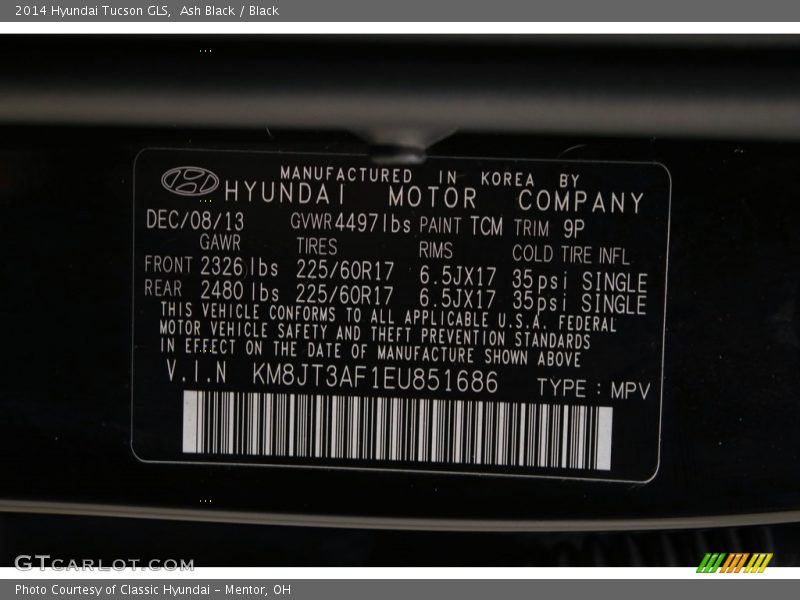 2014 Hyundai Tucson GLS,  Ash Black / Black
MANUFACTURED IN KOREA BY
HYUNDAI MOTOR COMPANY
DEC/08/13 GVWR 4497lbs PAINT TCM TRIM 9P
GAWR TIRES RIMS COLD TIRE INFL
FRONT 2326lbs 225/60R17 6.5JX17 35psi SINGLE
REAR 2480lbs 225/60R17 6.5JX17 35psi SINGLE
THIS VEHICLE CONFORMS TO ALL APPLICABLE U.S.A. FEDERAL
MOTOR VEHICLE SAFETY AND THEFT PREVENTION STANDARDS
IN EFFECT ON THE DATE OF MANUFACTURE SHOWN ABOVE
V.I.N KM8JT3AF1EU851686 TYPE : MPV
GTCARLOT.COM
Photo Courtesy of Classic Hyundai - Mentor, OH